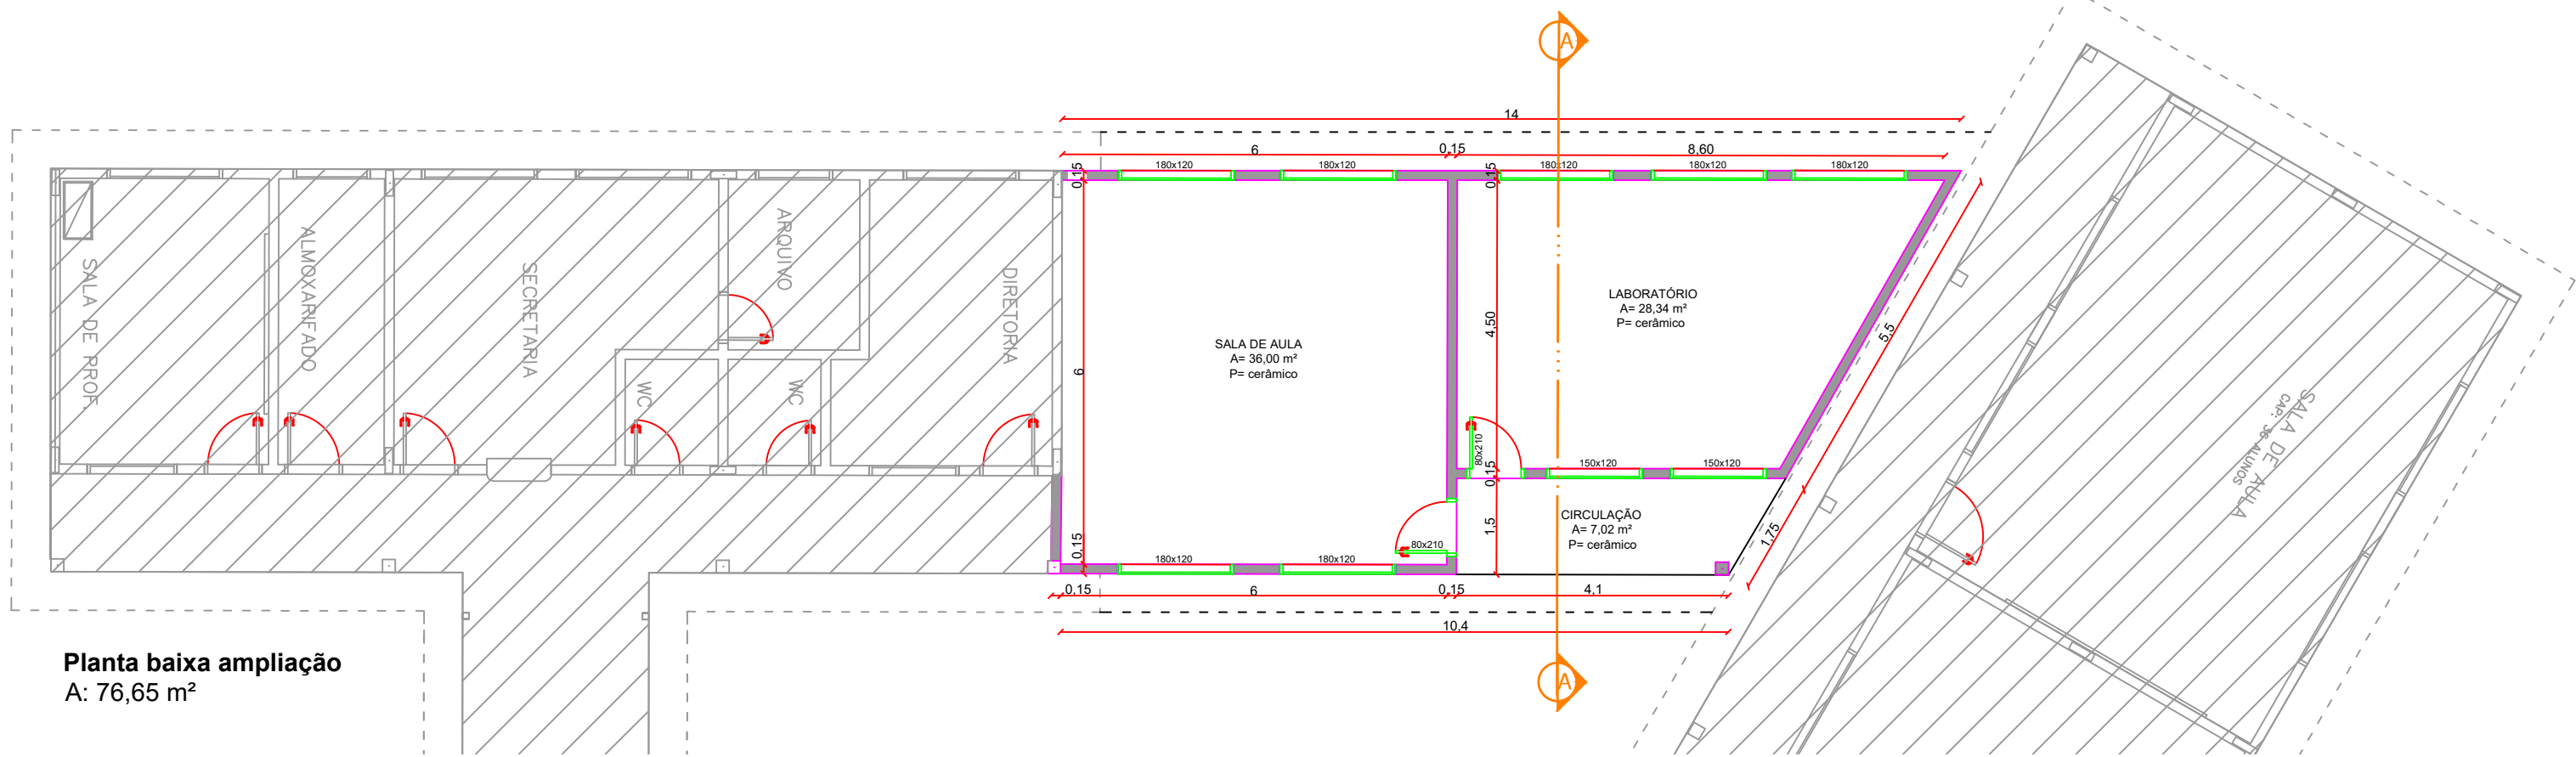 A
14
6
0,15
8,60
0,15
180x120
180x120
0,15
180x120
180x120
180x120
SALA DE PROF.
ALMOXARIFADO
SECRETARIA
WC
ARQUIVO
WC
DIRETORIA
6
SALA DE AULA
A= 36,00 m²
P= cerâmico
4,50
LABORATÓRIO
A= 28,34 m²
P= cerâmico
5,5
80x210
0,15
150x120
150x120
1,5
CIRCULAÇÃO
A= 7,02 m²
P= cerâmico
1,75
80x210
0,15
180x120
180x120
0,15
6
0,15
4,1
10,4
SALA DE AULA
CAP: 36 ALUNOS
A
Planta baixa ampliação
A: 76,65 m²